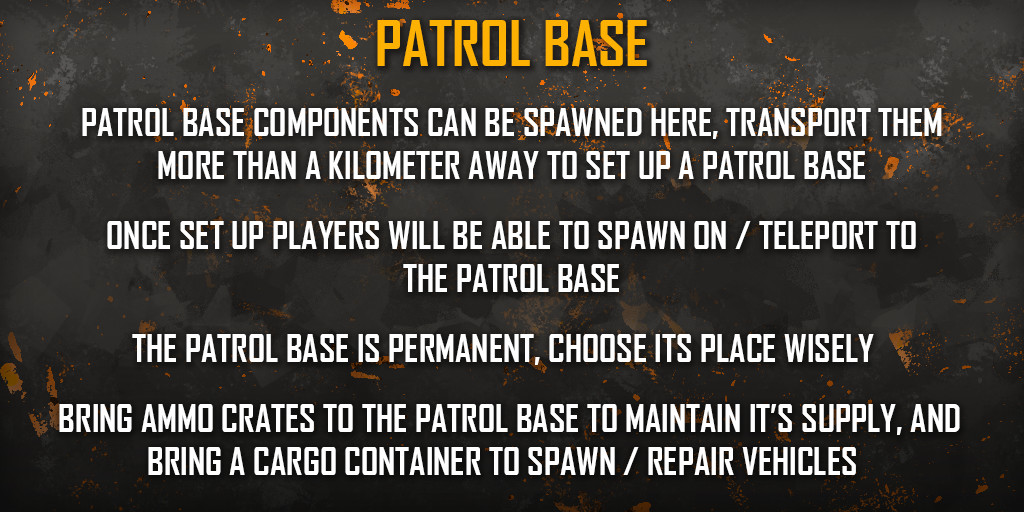 PATROL BASE
PATROL BASE COMPONENTS CAN BE SPAWNED HERE, TRANSPORT THEM
MORE THAN A KILOMETER AWAY TO SET UP A PATROL BASE
ONCE SET UP PLAYERS WILL BE ABLE TO SPAWN ON / TELEPORT TO
THE PATROL BASE
THE PATROL BASE IS PERMANENT, CHOOSE ITS PLACE WISELY
BRING AMMO CRATES TO THE PATROL BASE TO MAINTAIN IT'S SUPPLY, AND
BRING A CARGO CONTAINER TO SPAWN / REPAIR VEHICLES